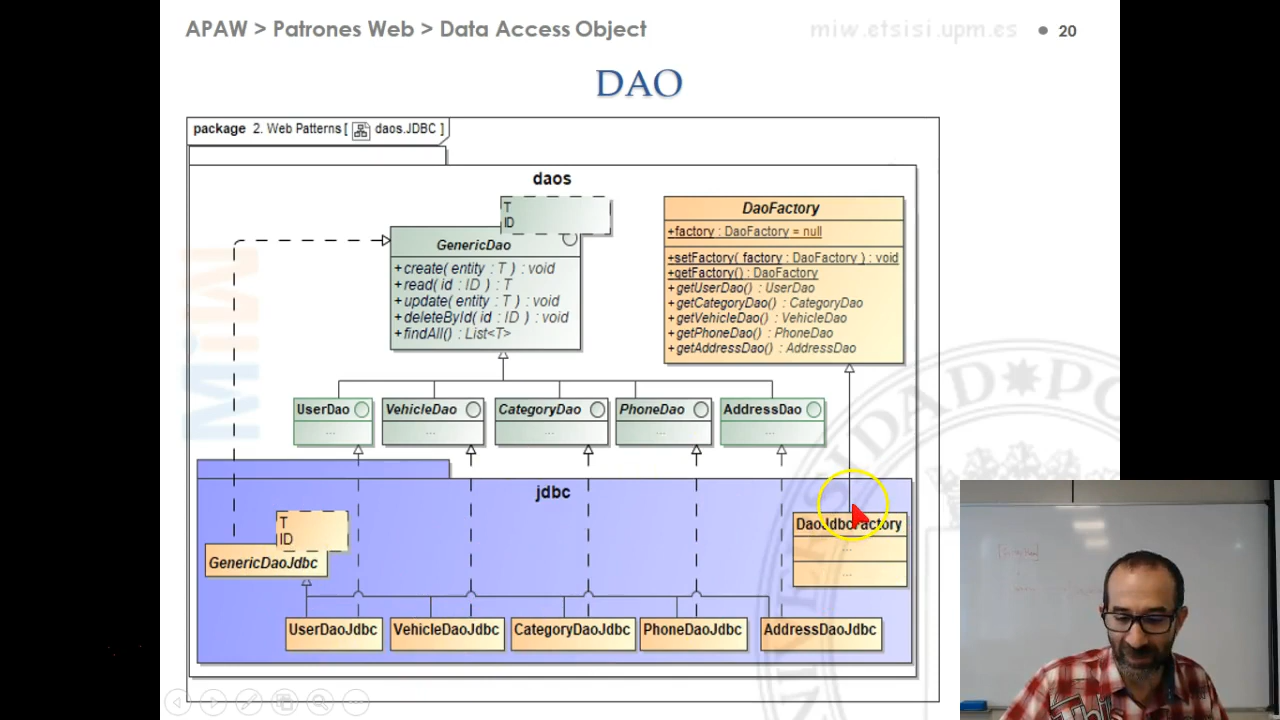 APAW > Patrones Web > Data Access Object
miw.etsisi.upm.es
20
DAO
package 2. Web Patterns [ daos.JDBC ]
daos
T
ID
GenericDao
+create( entity : T ) : void
+read( id : ID ) : T
+update( entity : T ) : void
+deleteById( id : ID ) : void
+findAll() : List<T>
DaoFactory
+factory : DaoFactory = null
+setFactory( factory : DaoFactory ) : void
+getFactory() : DaoFactory
+getUserDao() : UserDao
+getCategoryDao() : CategoryDao
+getVehicleDao() : VehicleDao
+getPhoneDao() : PhoneDao
+getAddressDao() : AddressDao
UserDao
...
VehicleDao
...
CategoryDao
...
PhoneDao
...
AddressDao
...
jdbc
T
ID
GenericDaoJdbc
DaoJdbcFactory
...
...
UserDaoJdbc
VehicleDaoJdbc
CategoryDaoJdbc
PhoneDaoJdbc
AddressDaoJdbc
MiW